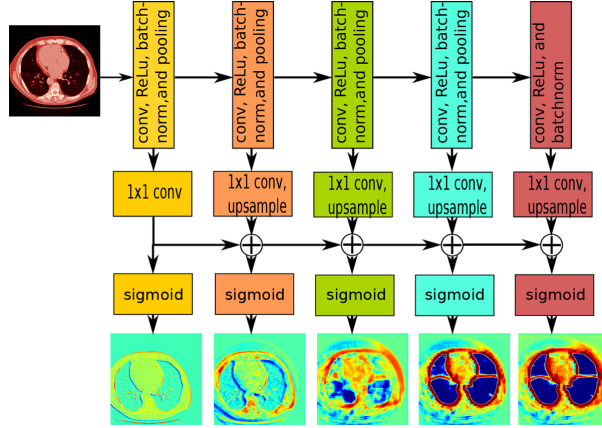 conv, ReLu, batch-
norm,and pooling
conv, ReLu, batch-
norm,and pooling
conv, ReLu, batch-
norm,and pooling
conv, ReLu, batch-
norm,and pooling
conv, ReLu, and
batchnorm
1x1 conv
1x1 conv,
upsample
1x1 conv,
upsample
1x1 conv,
upsample
1x1 conv,
upsample
sigmoid
sigmoid
sigmoid
sigmoid
sigmoid